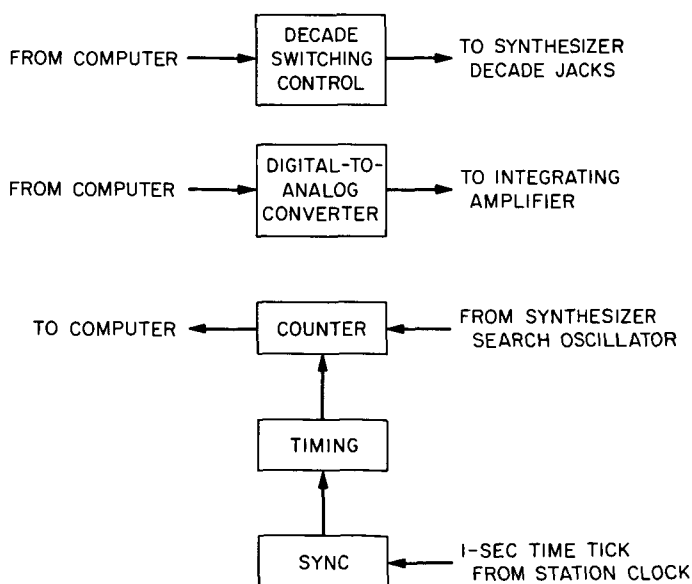 FROM COMPUTER
DECADE
SWITCHING
CONTROL
TO SYNTHESIZER
DECADE JACKS
FROM COMPUTER
DIGITAL-TO-
ANALOG
CONVERTER
TO INTEGRATING
AMPLIFIER
TO COMPUTER
COUNTER
FROM SYNTHESIZER
SEARCH OSCILLATOR
TIMING
SYNC
1-SEC TIME TICK
FROM STATION CLOCK